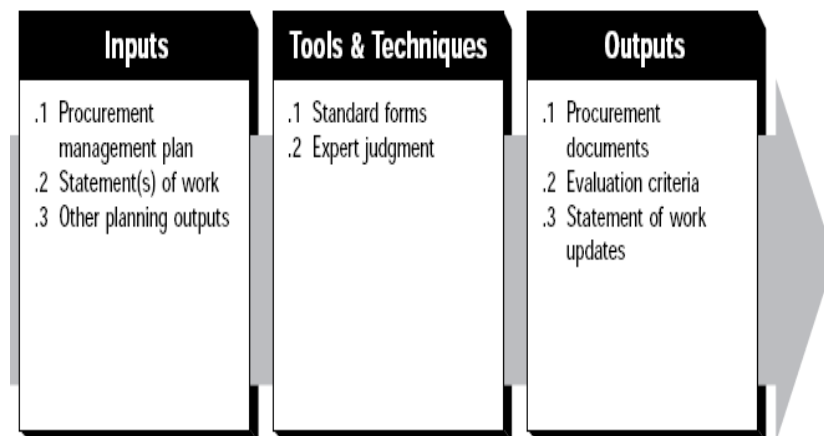 Inputs
.1 Procurement
management plan
.2 Statement(s) of work
.3 Other planning outputs
Tools & Techniques
.1 Standard forms
.2 Expert judgment
Outputs
.1 Procurement
documents
.2 Evaluation criteria
.3 Statement of work
updates